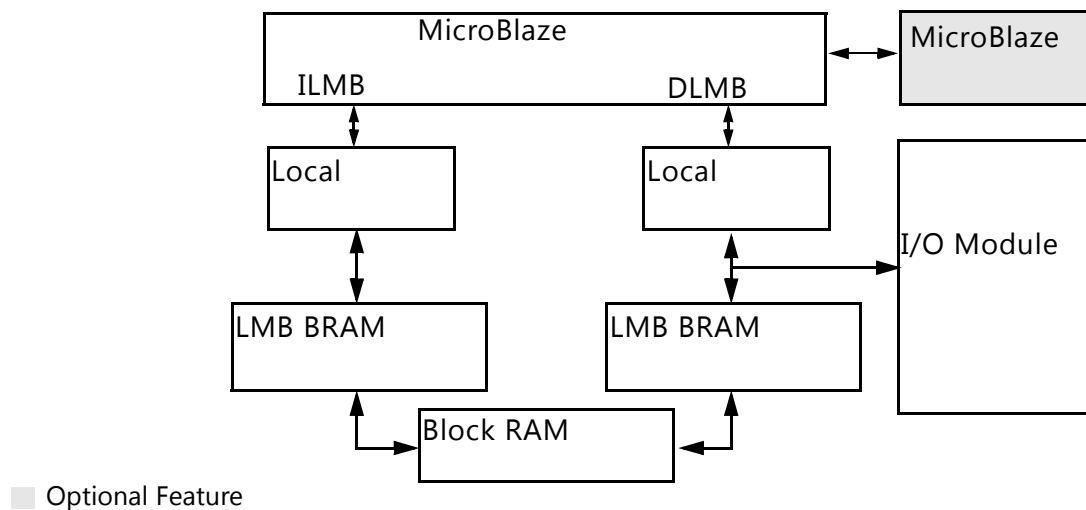 MicroBlaze
MicroBlaze
ILMB
DLMB
Local
Local
I/O Module
LMB BRAM
LMB BRAM
Block RAM
Optional Feature